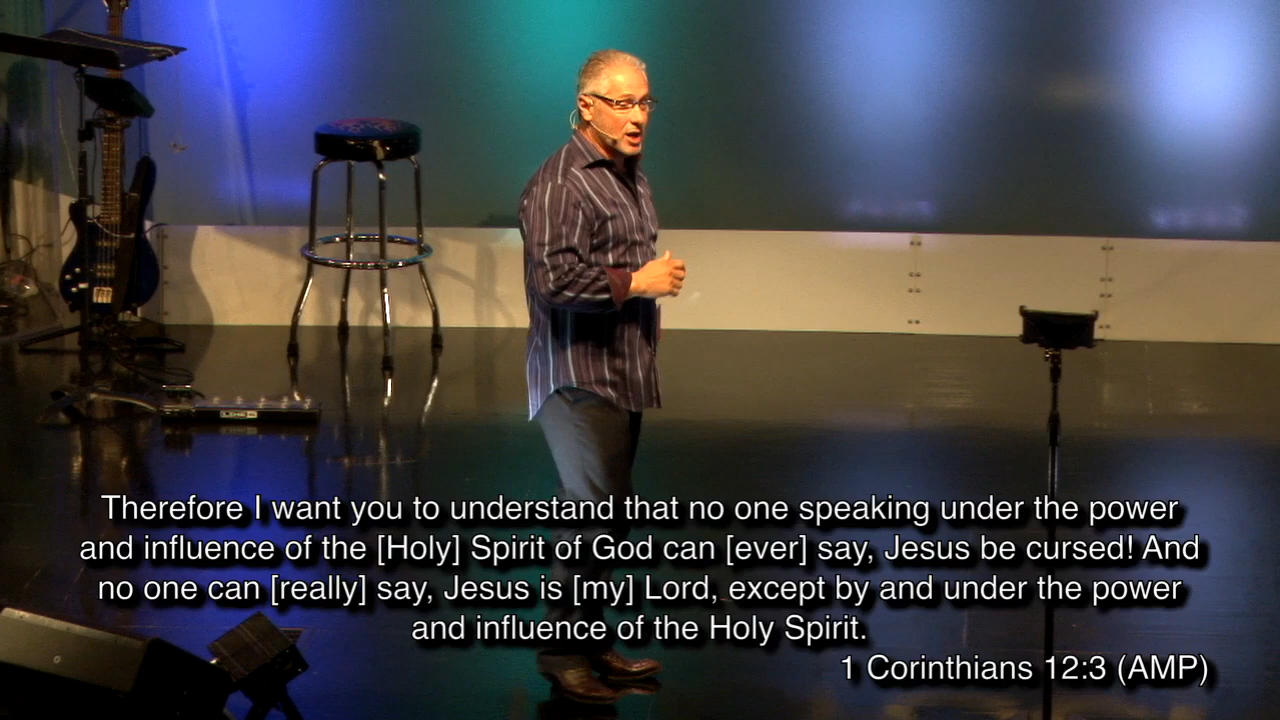 LINE 6
Therefore I want you to understand that no one speaking under the power
and influence of the [Holy] Spirit of God can [ever] say, Jesus be cursed! And
no one can [really] say, Jesus is [my] Lord, except by and under the power
and influence of the Holy Spirit.
1 Corinthians 12:3 (AMP)